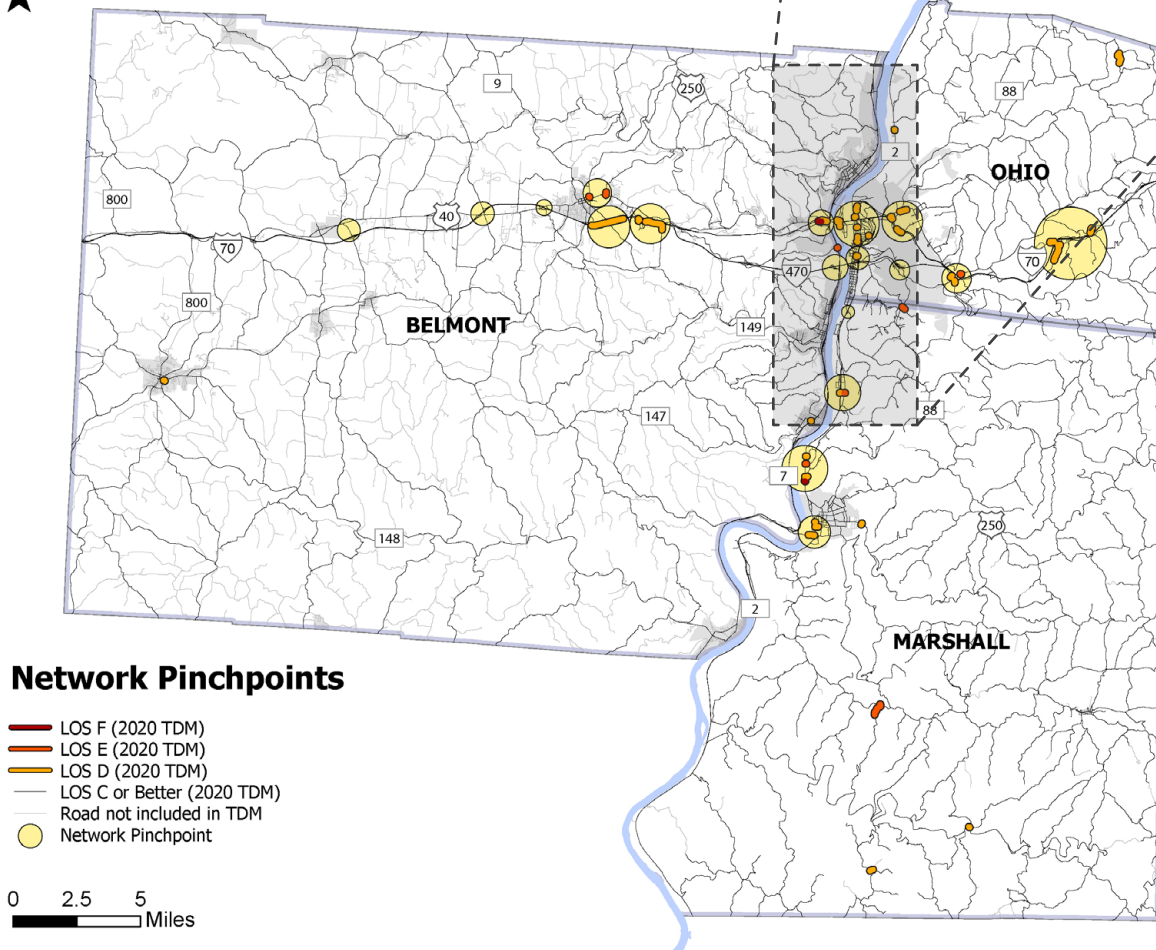 250
9
88
2
OHIO
800
40
70
70
470
800
BELMONT
149
147
88
7
250
148
2
MARSHALL
Network Pinchpoints
LOS F (2020 TDM)
LOS E (2020 TDM)
LOS D (2020 TDM)
LOS C or Better (2020 TDM)
Road not included in TDM
Network Pinchpoint
0 2.5 5
Miles